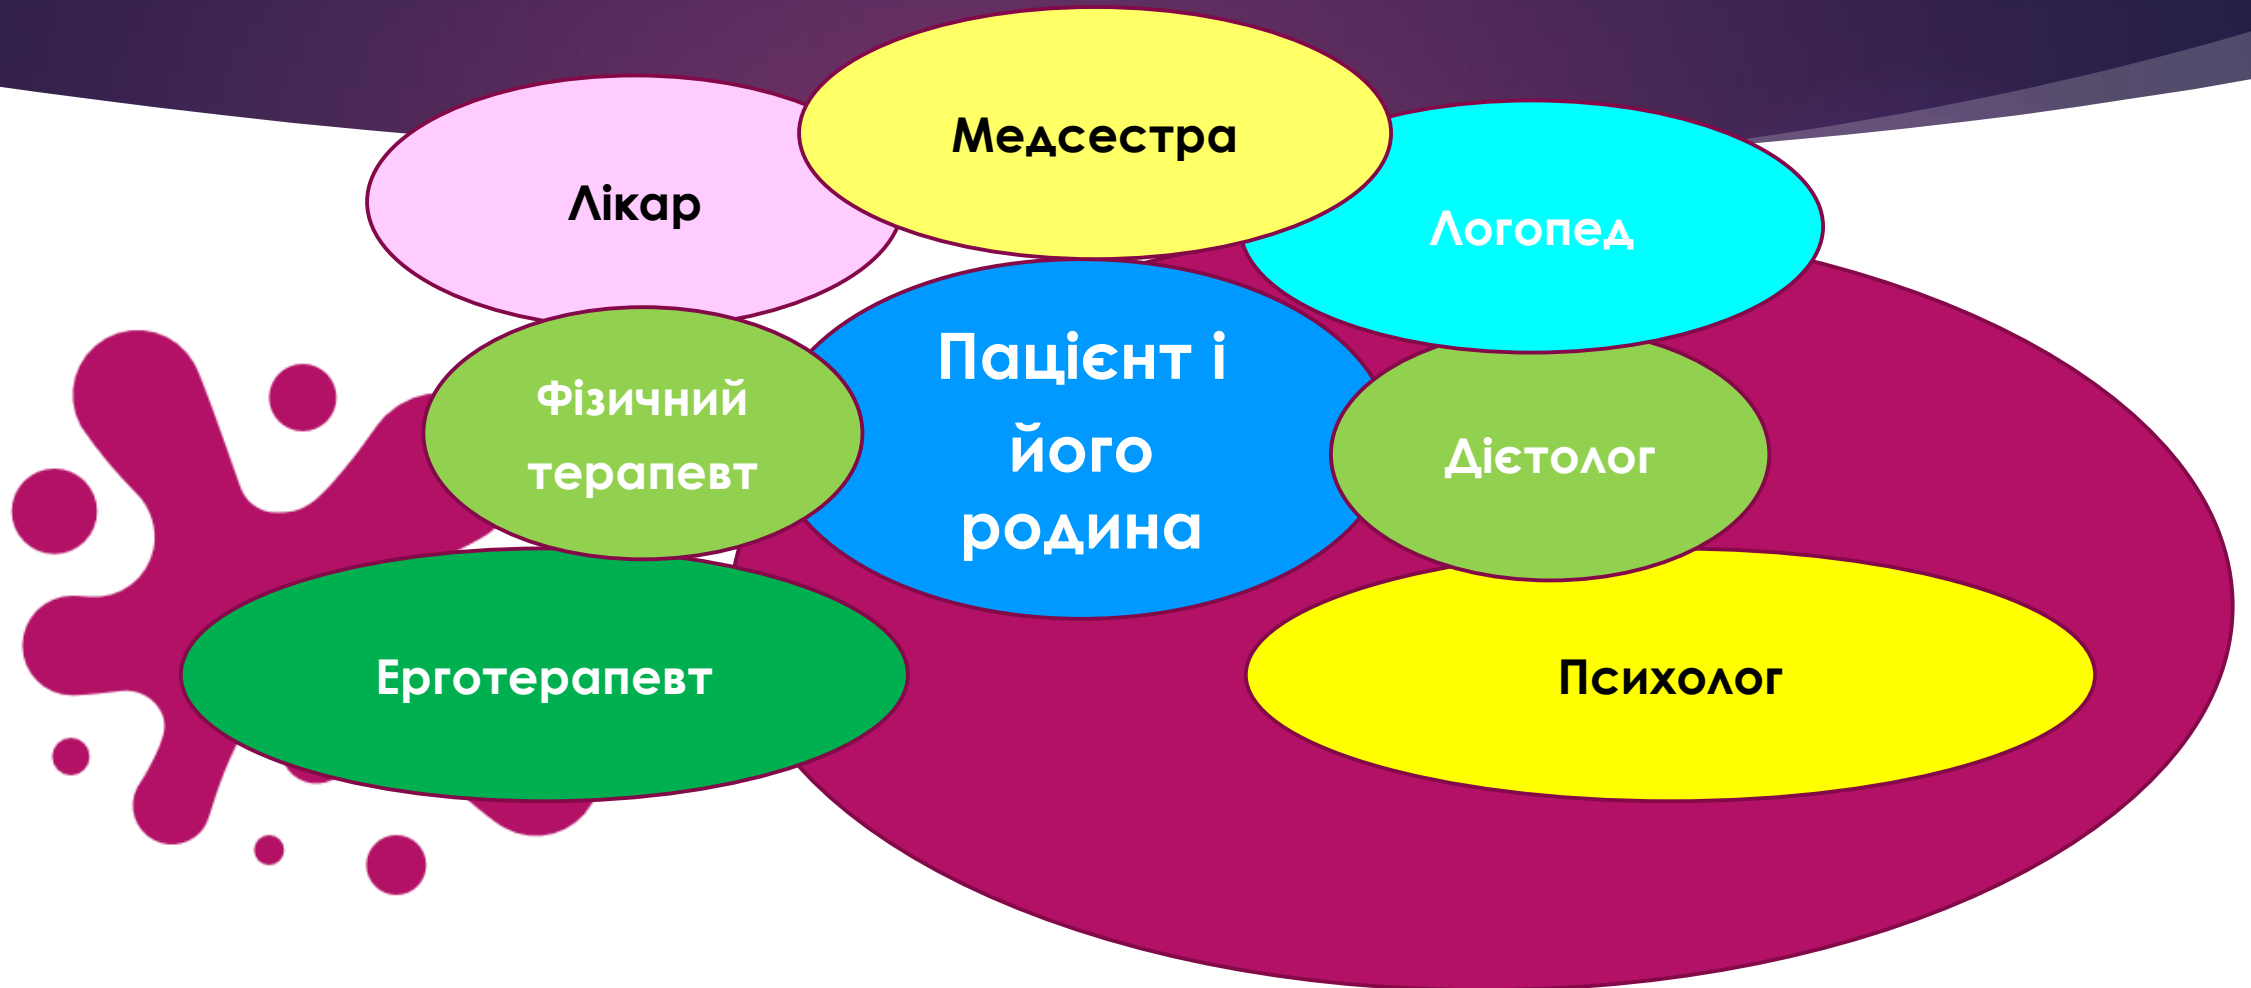 Медсестра
Лікар
Логопед
Пацієнт і
його
родина
Фізичний
терапевт
Дієтолог
Ерготерапевт
Психолог